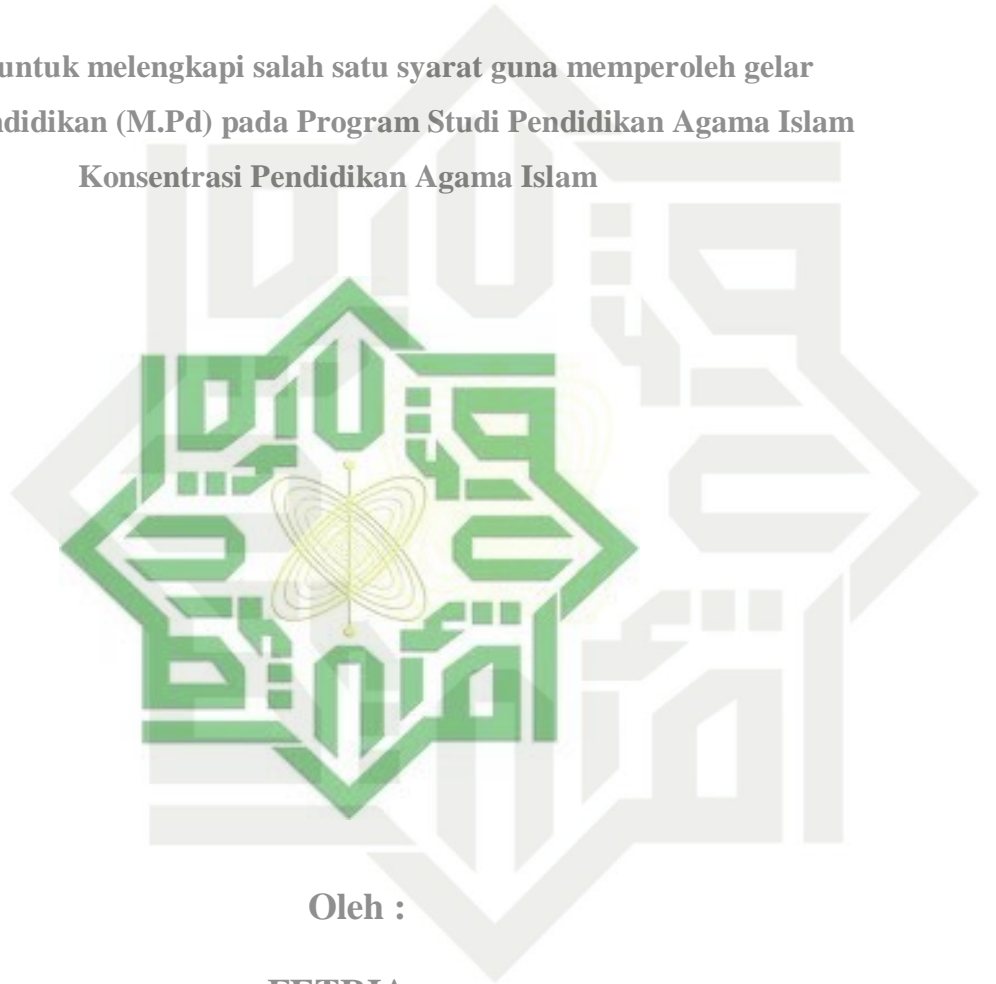 untuk melengkapi salah satu syarat guna memperoleh gelar
(M.Pd) pada Program Studi Pendidikan Agama Islam
Konsentrasi Pendidikan Agama Islam
Oleh :